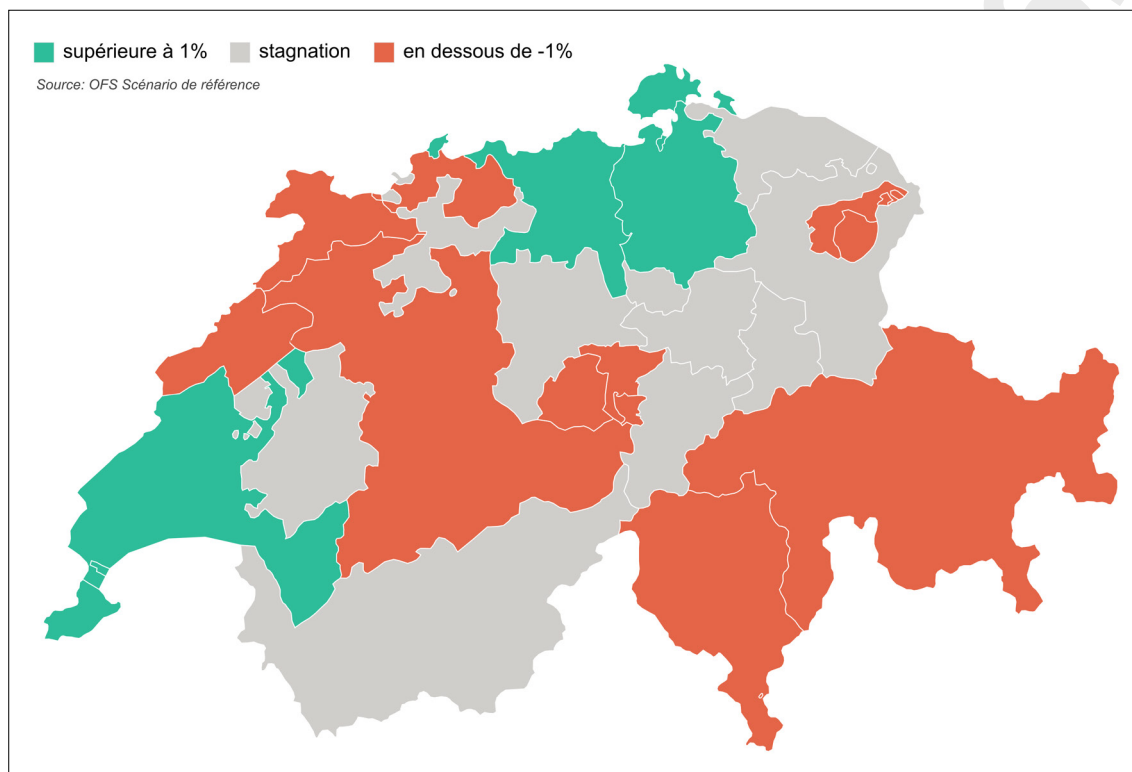 supérieure à 1% stagnation en dessous de -1%
Source: OFS Scénario de référence